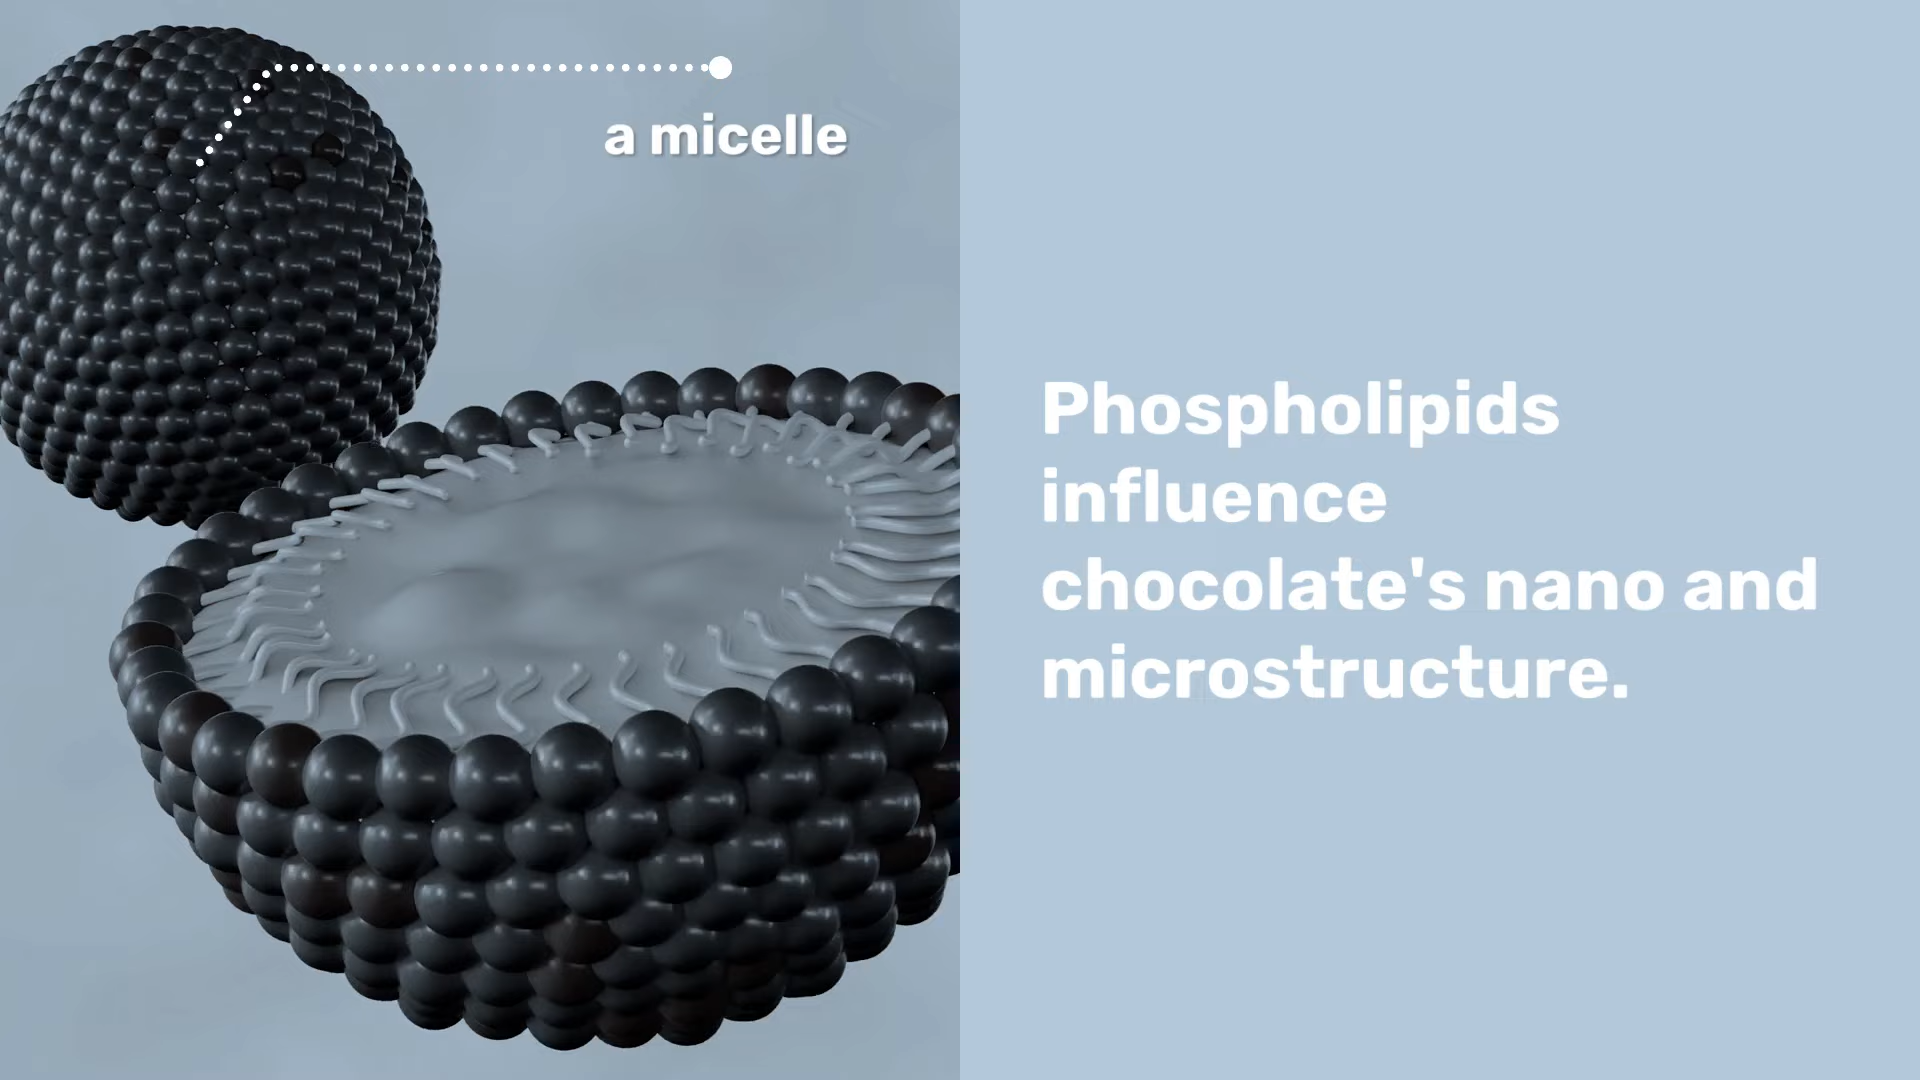 a micelle
Phospholipids
influence
chocolate's nano and
microstructure.